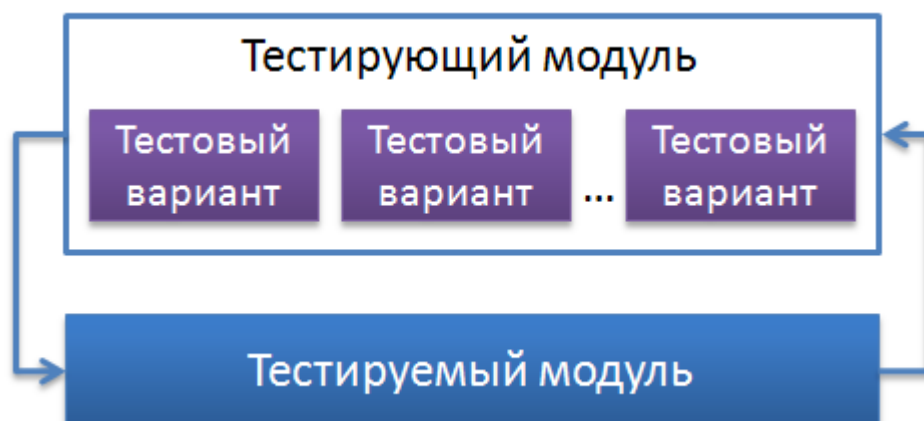 Тестирующий модуль
Тестовый вариант
Тестовый вариант
...
Тестовый вариант
Тестируемый модуль